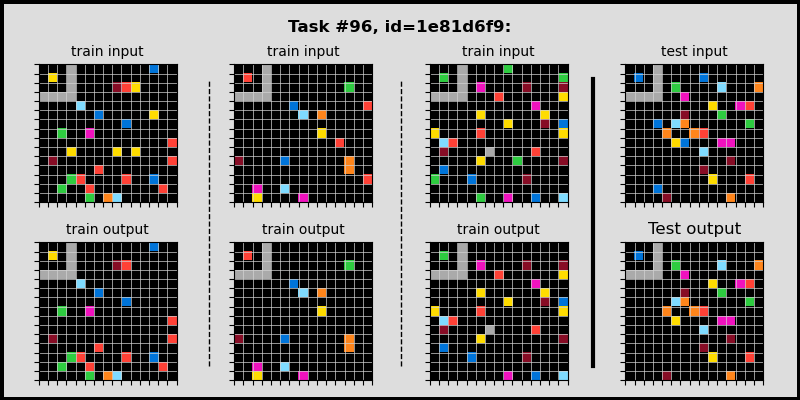 Task #96, id=1e81d6f9:
train input train input train input test input
train output train output train output Test output